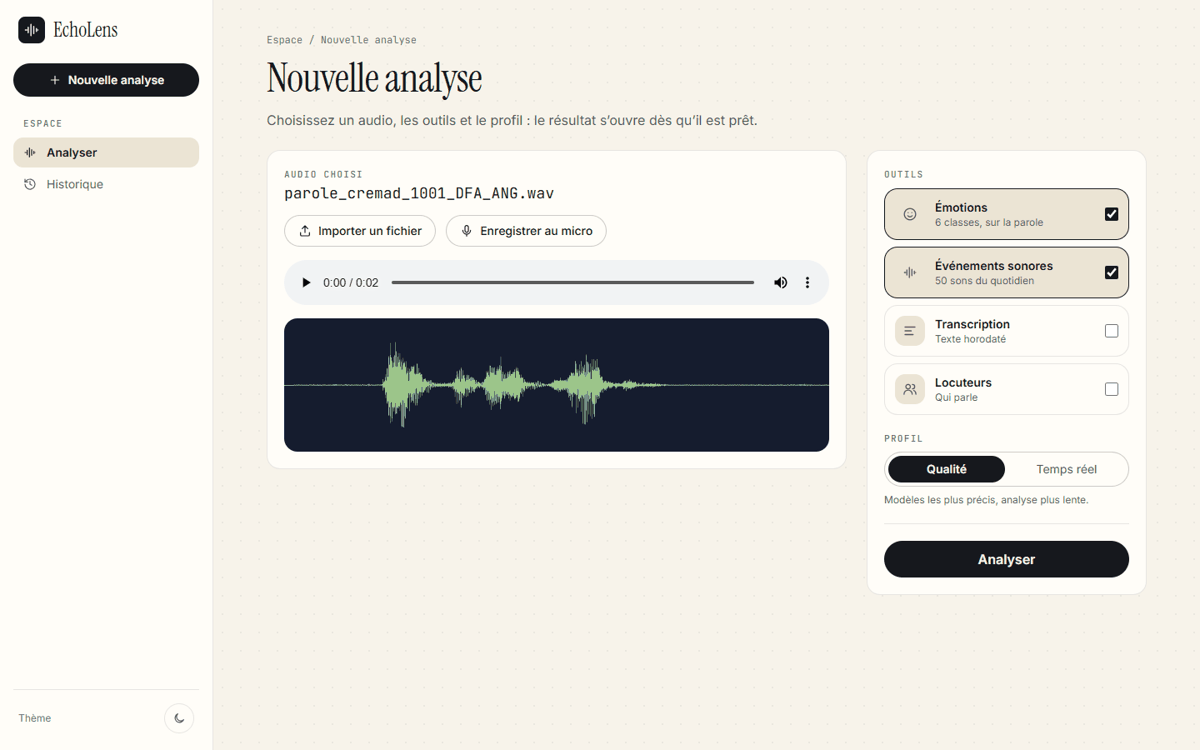 EchoLens
Nouvelle analyse
ESPACE
Analyser
Historique
Thème
Espace / Nouvelle analyse
Nouvelle analyse
Choisissez un audio, les outils et le profil : le résultat s’ouvre dès qu’il est prêt.
AUDIO CHOISI
parole_cremad_1001_DFA_ANG.wav
Importer un fichier
Enregistrer au micro
0:00 / 0:02
OUTILS
Émotions
6 classes, sur la parole
Événements sonores
50 sons du quotidien
Transcription
Texte horodaté
Locuteurs
Qui parle
PROFIL
Qualité
Temps réel
Modèles les plus précis, analyse plus lente.
Analyser